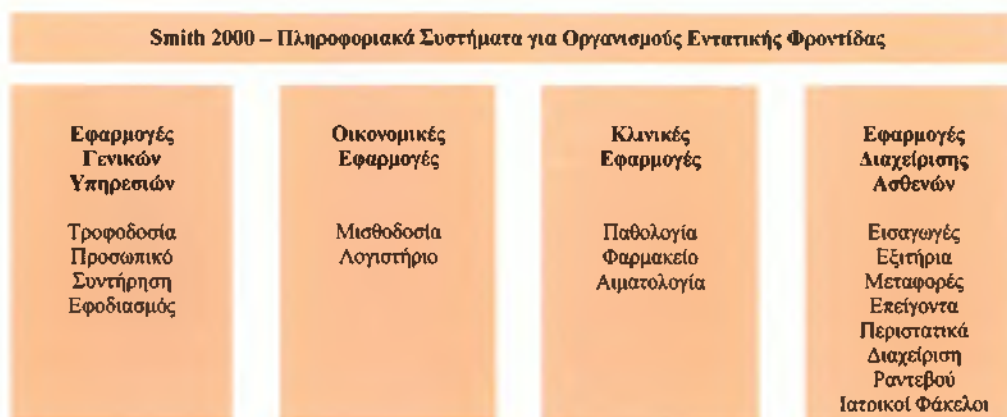 Smith 2000 – Πληροφοριακά Συστήματα για Οργανισμούς Εντατικής Φροντίδας
Εφαρμογές
Γενικών
Υπηρεσιών
Τροφοδοσία
Προσωπικό
Συντήρηση
Εφοδιασμός
Οικονομικές
Εφαρμογές
Μισθοδοσία
Λογιστήριο
Κλινικές
Εφαρμογές
Παθολογία
Φαρμακείο
Αιματολογία
Εφαρμογές
Διαχείρισης
Ασθενών
Εισαγωγές
Εξιτήρια
Μεταφορές
Επείγοντα
Περιστατικά
Διαχείριση
Ραντεβού
Ιατρικοί Φάκελοι